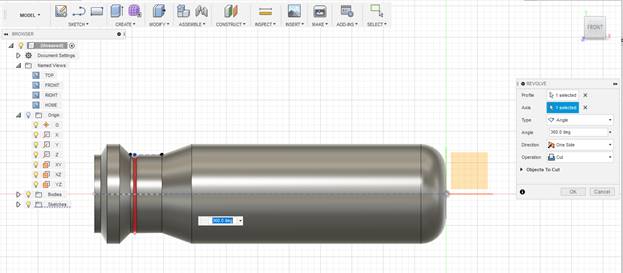 MODEL
SKETCH
CREATE
MODIFY
ASSEMBLE
CONSTRUCT
INSPECT
INSERT
MAKE
ADD-INS
SELECT
BROWSER
FRONT
(Unsaved)
Document Settings
Named Views
TOP
FRONT
RIGHT
HOME
Origin
O
X
Y
Z
XY
XZ
YZ
Bodies
Sketches
360.0 deg
REVOLVE
Profile 1 selected
Axis 1 selected
Type Angle
Angle 360.0 deg
Direction One Side
Operation Cut
Objects To Cut
OK Cancel